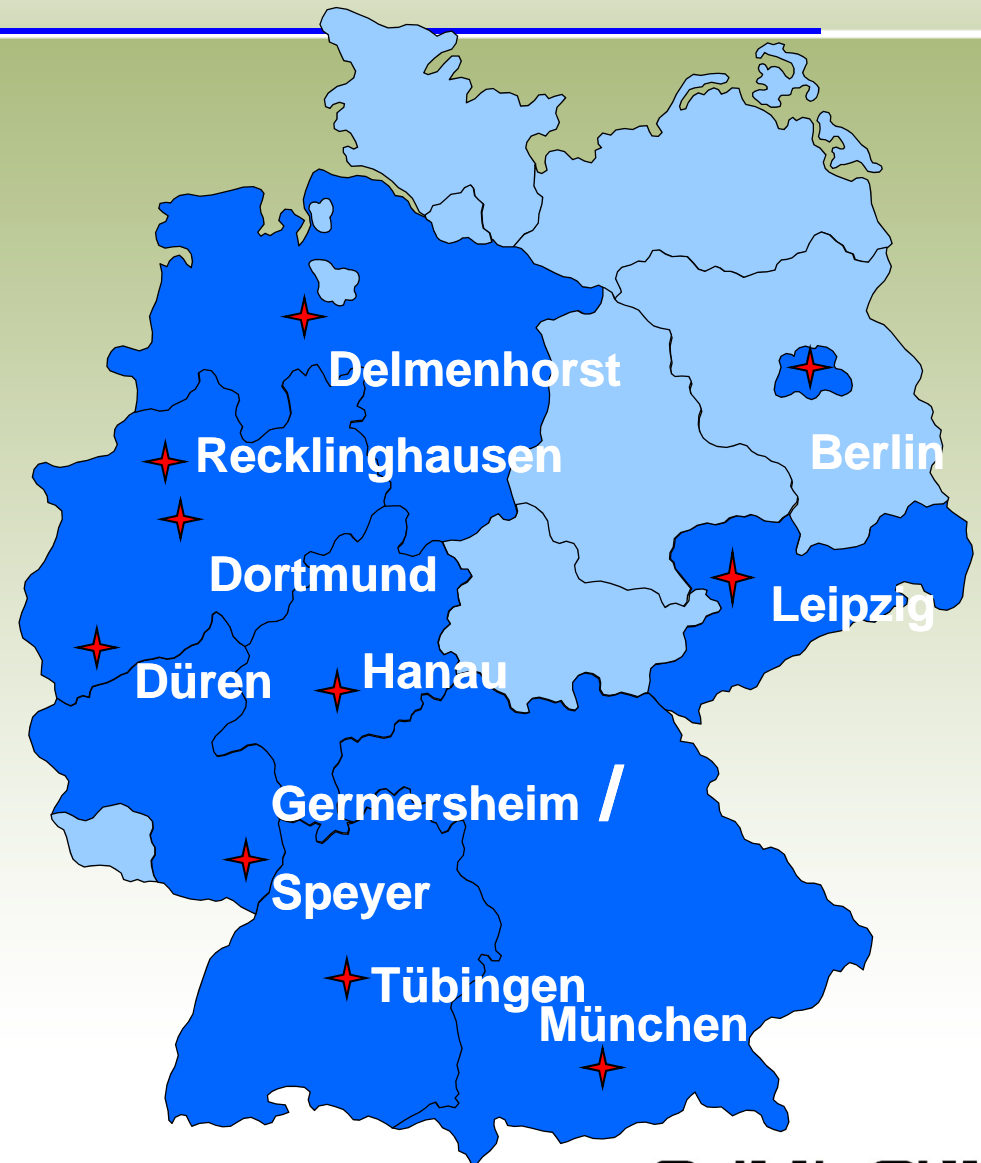 Delmenhorst
Recklinghausen
Berlin
Dortmund
Leipzig
Hanau
Düren
Germersheim /
Speyer
Tübingen
München